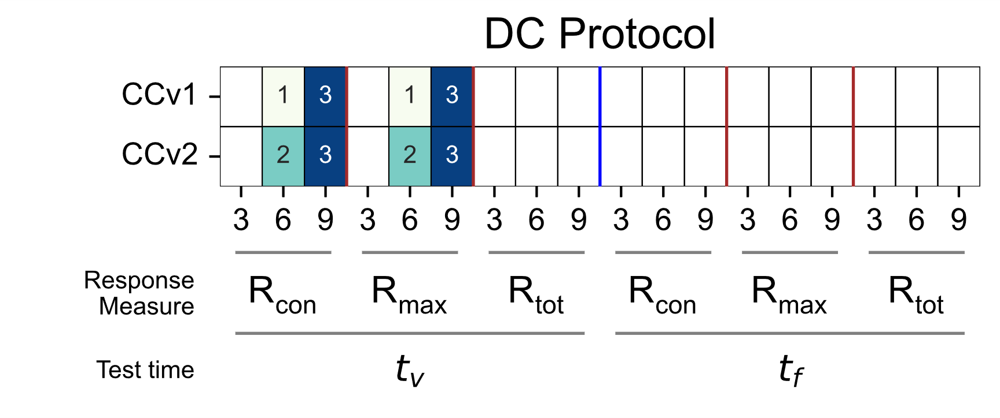 DC Protocol
CCv1 1 3 1 3
CCv2 2 3 2 3
3 6 9 3 6 9 3 6 9 3 6 9 3 6 9 3 6 9
Response
Measure
Rcon Rmax Rtot Rcon Rmax Rtot
Test time tv tf